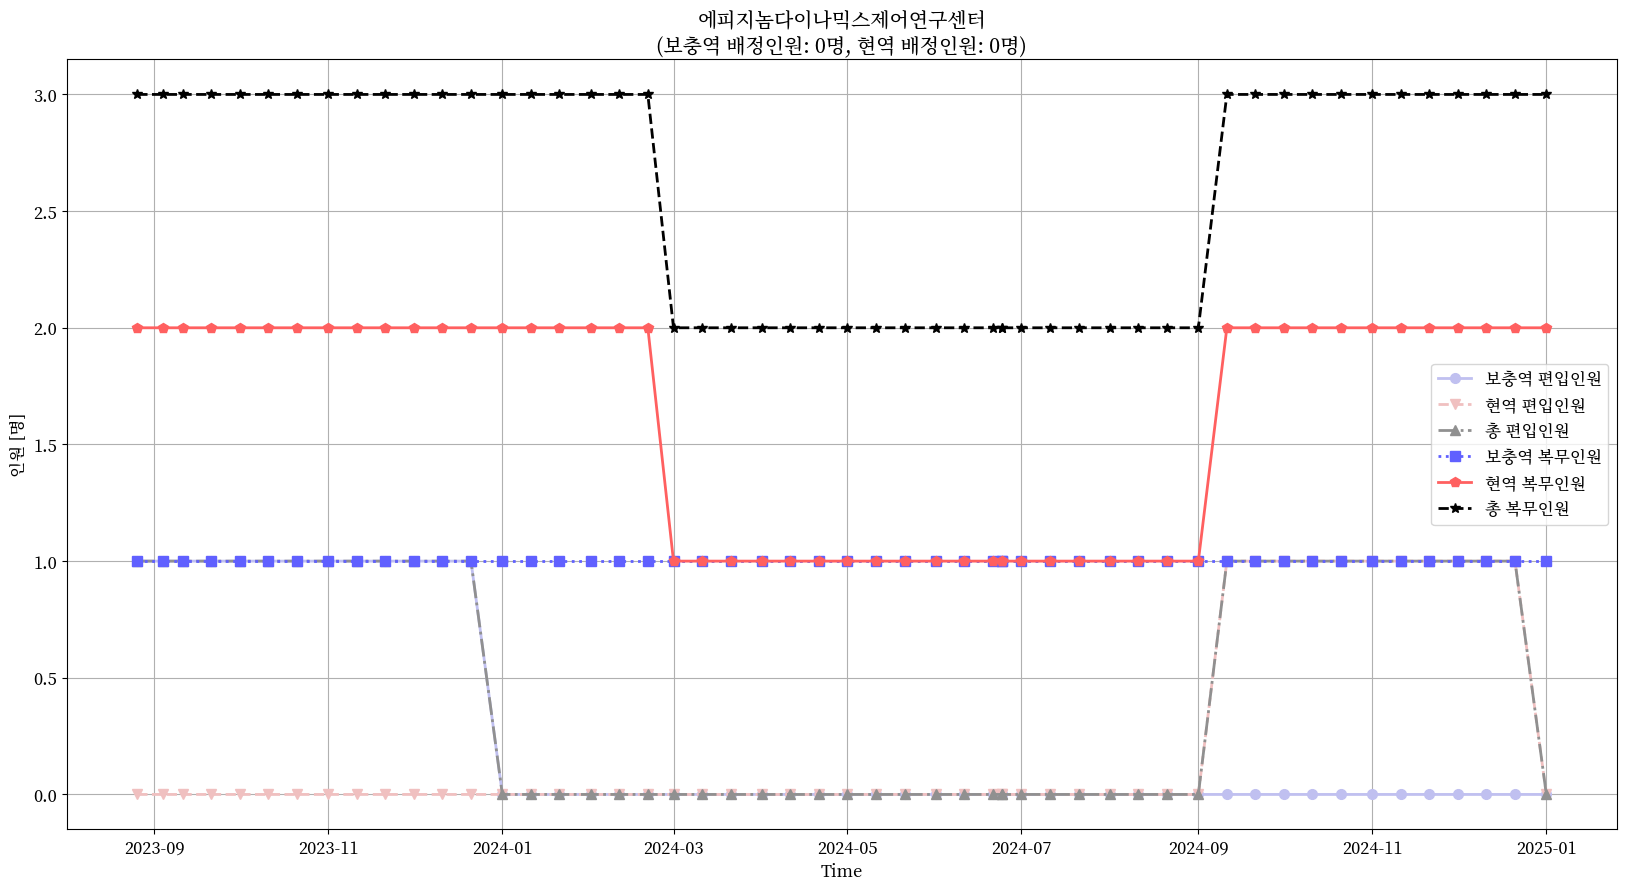 에피지놈다이나믹스제어연구센터
(보충역 배정인원: 0명, 현역 배정인원: 0명)
인원 [명]
3.0
2.5
2.0
1.5
1.0
0.5
0.0
보충역 편입인원
현역 편입인원
총 편입인원
보충역 복무인원
현역 복무인원
총 복무인원
2023-09
2023-11
2024-01
2024-03
2024-05
2024-07
2024-09
2024-11
2025-01
Time